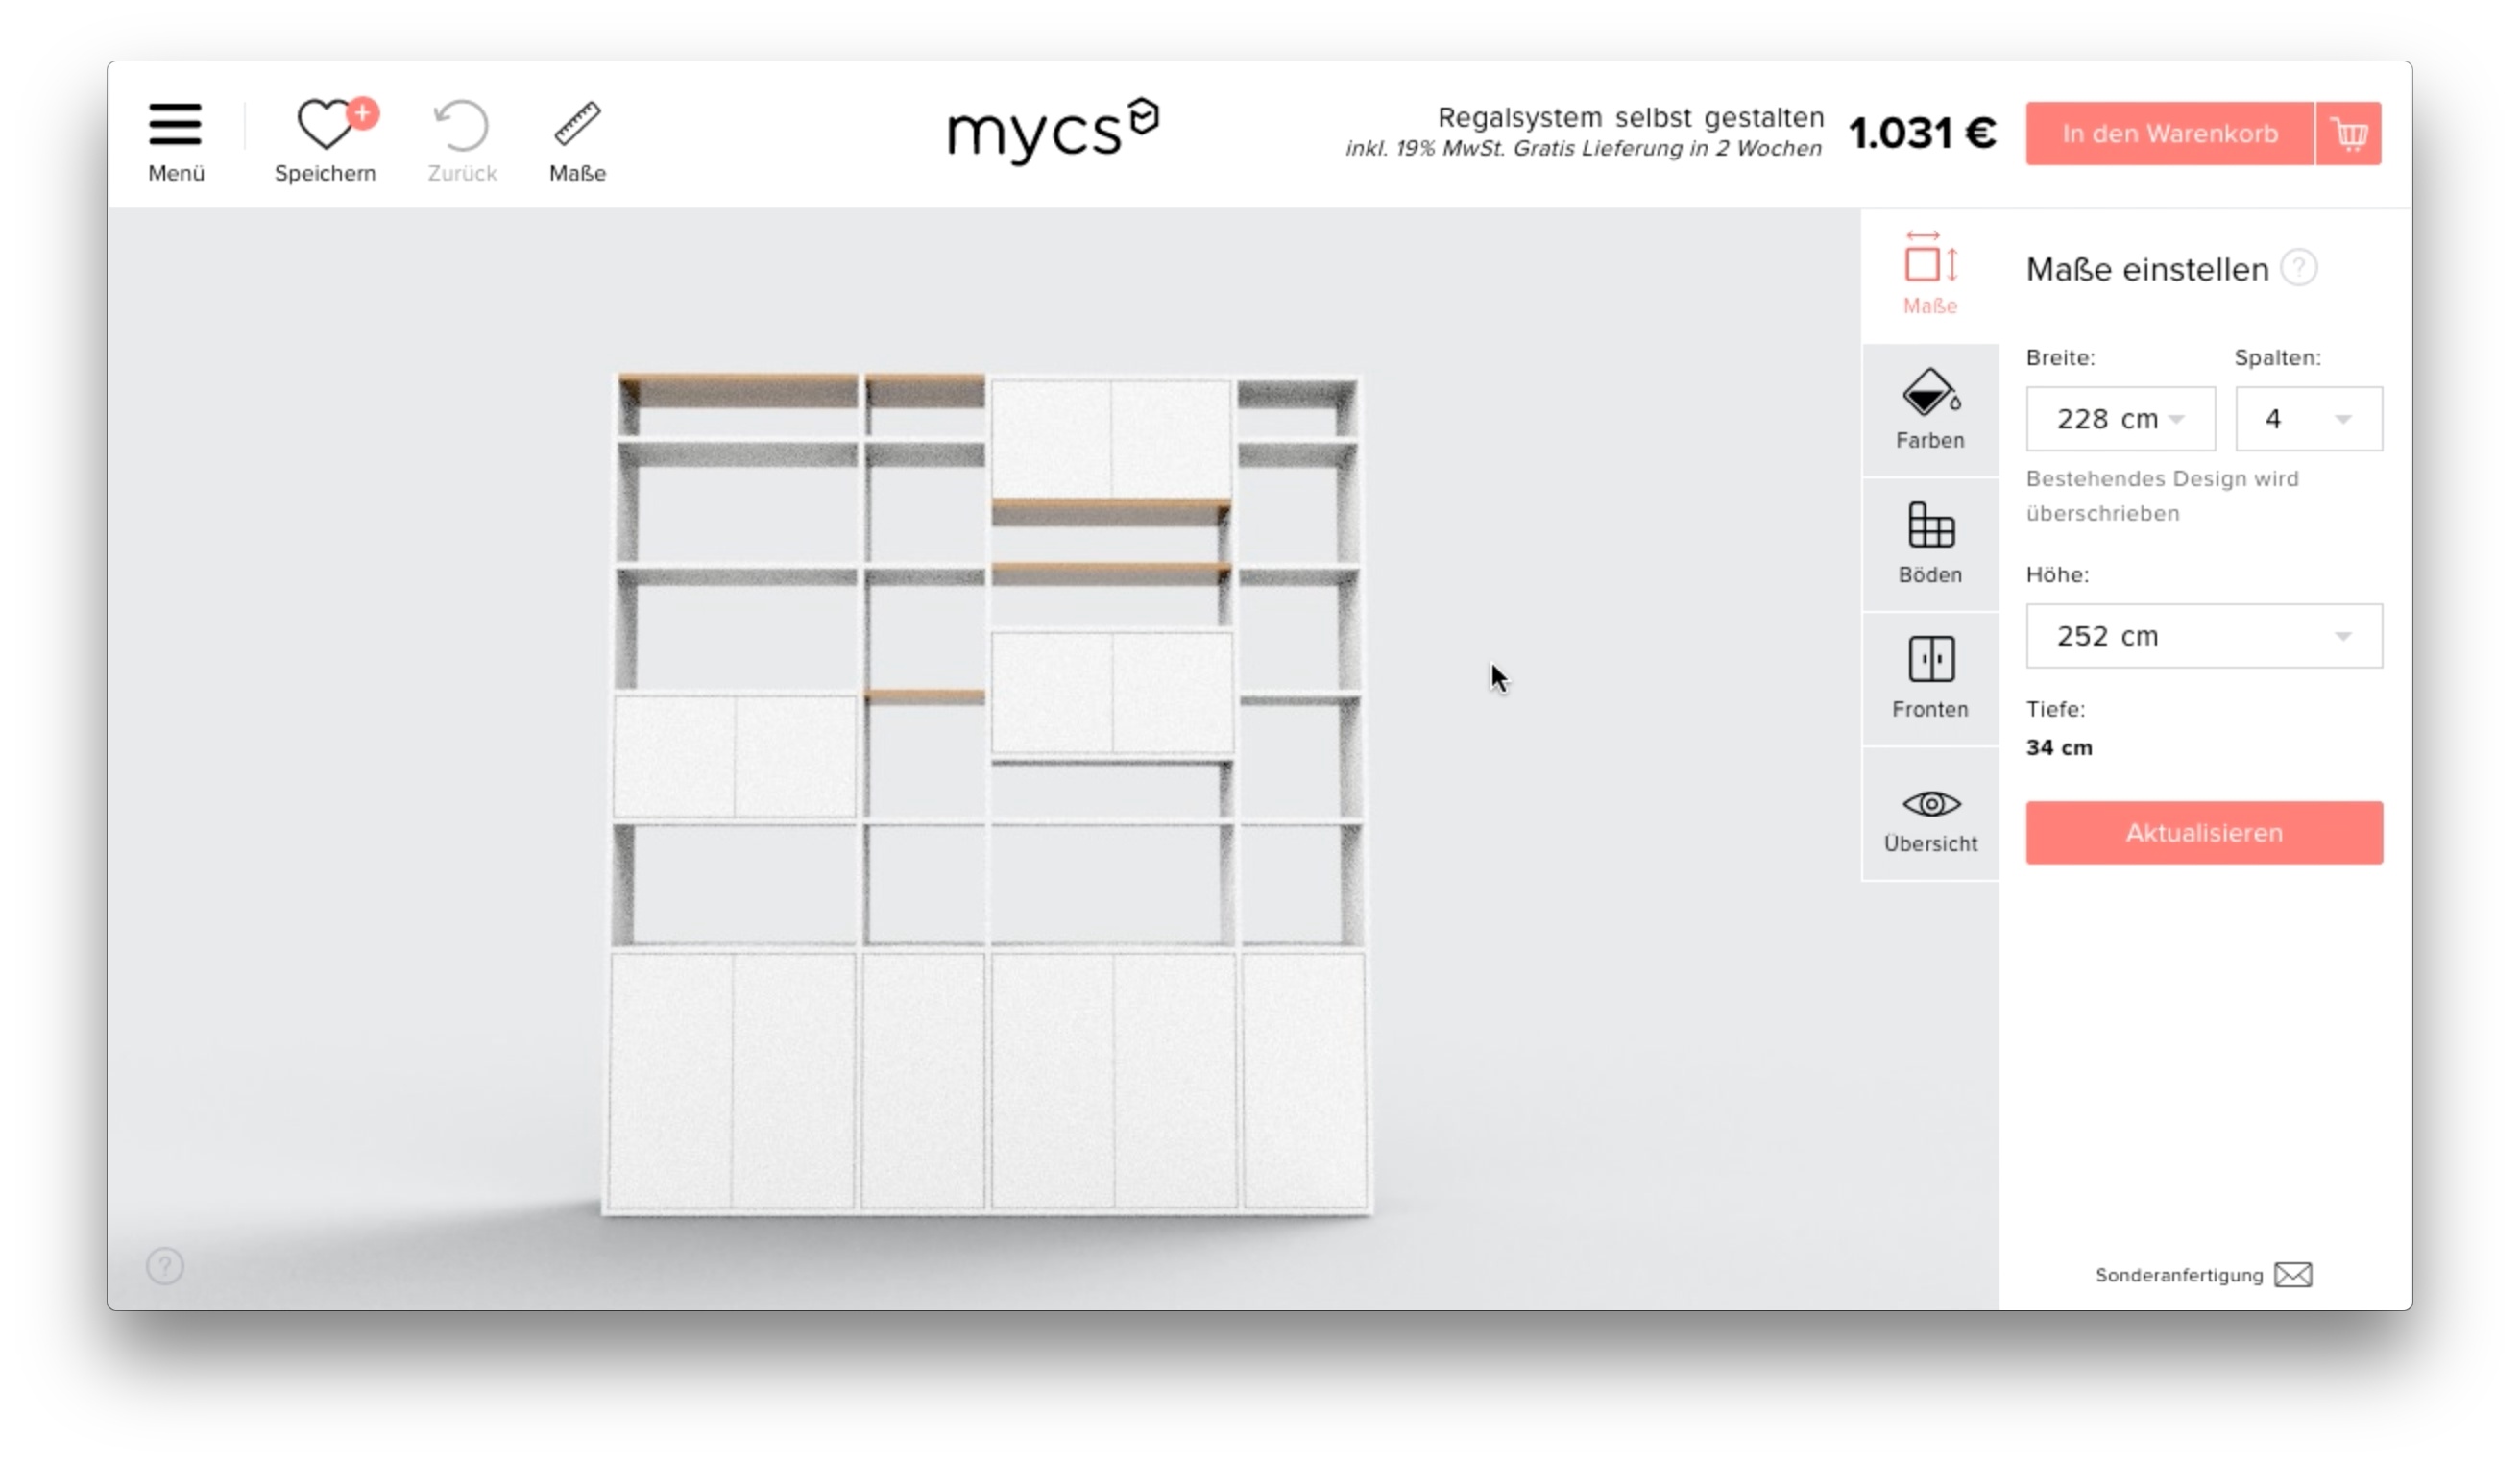 Menü
+
Speichern
Zurück
Maße
mycs
Regalsystem selbst gestalten
inkl. 19% MwSt. Gratis Lieferung in 2 Wochen
1.031 €
In den Warenkorb
Maße
Farben
Böden
Fronten
Übersicht
Maße einstellen ?
Breite: Spalten:
228 cm 4
Bestehendes Design wird
überschrieben
Höhe:
252 cm
Tiefe:
34 cm
Aktualisieren
Sonderanfertigung
?